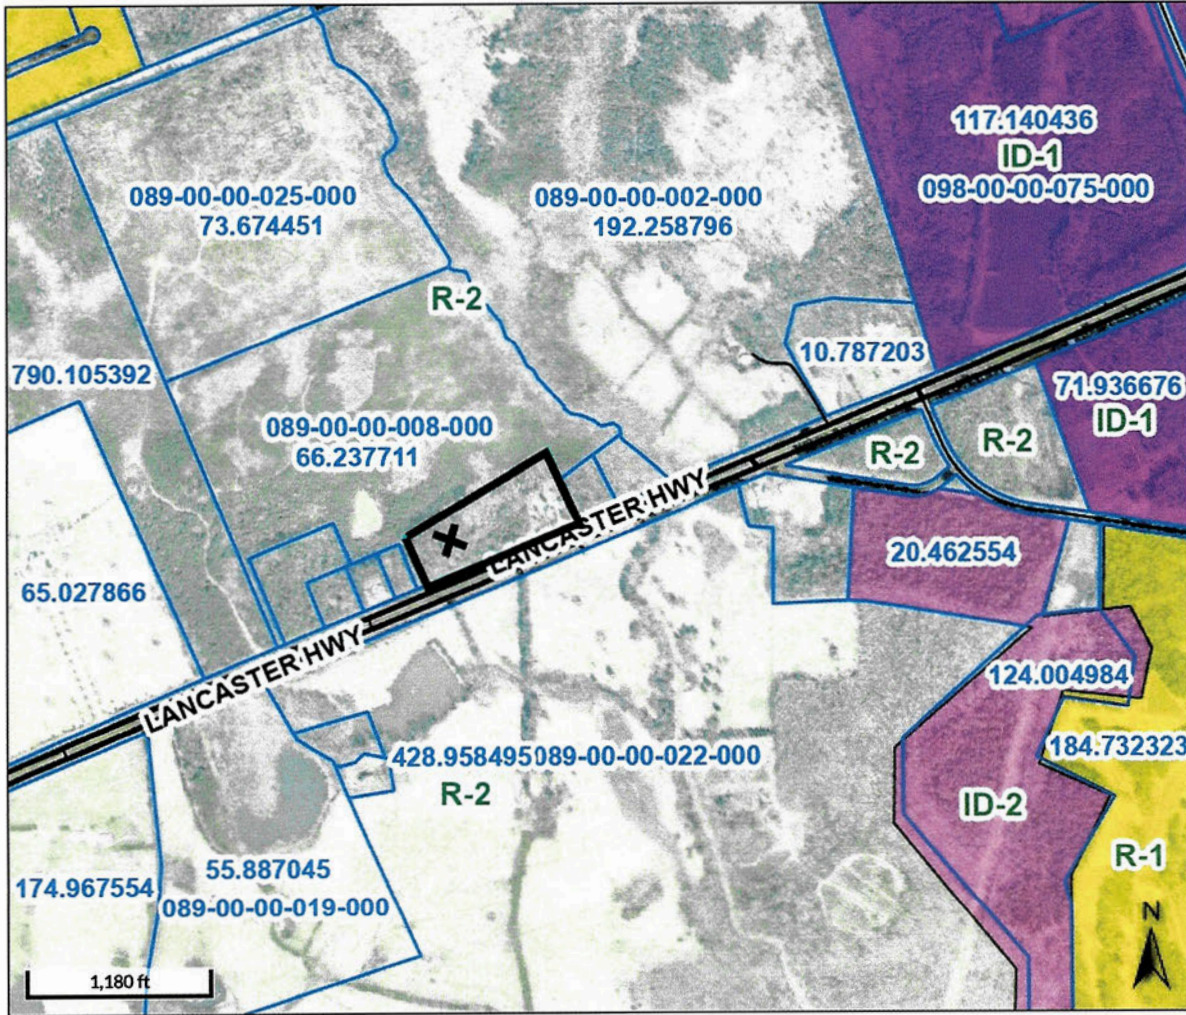 117.140436
ID-1
098-00-00-075-000
089-00-00-025-000
73.674451
089-00-00-002-000
192.258796
R-2
10.787203
790.105392
71.936676
ID-1
089-00-00-008-000
66.237711
R-2
R-2
LANCASTER HWY
20.462554
65.027866
LANCASTER HWY
124.004984
428.958495089-00-00-022-000
184.732323
R-2
ID-2
R-1
55.887045
174.967554
089-00-00-019-000
N
1,180 ft